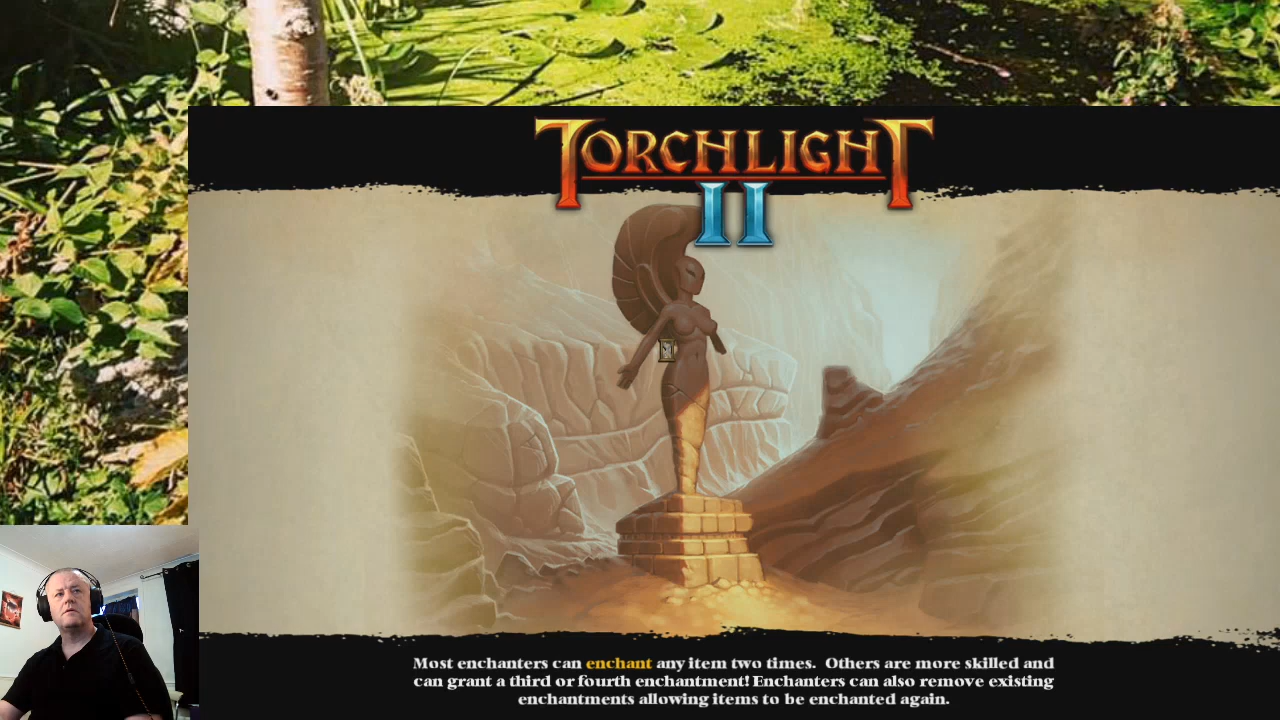 TORCHLIGHT
II
Most enchanters can enchant any item two times. Others are more skilled and
can grant a third or fourth enchantment! Enchanters can also remove existing
enchantments allowing items to be enchanted again.